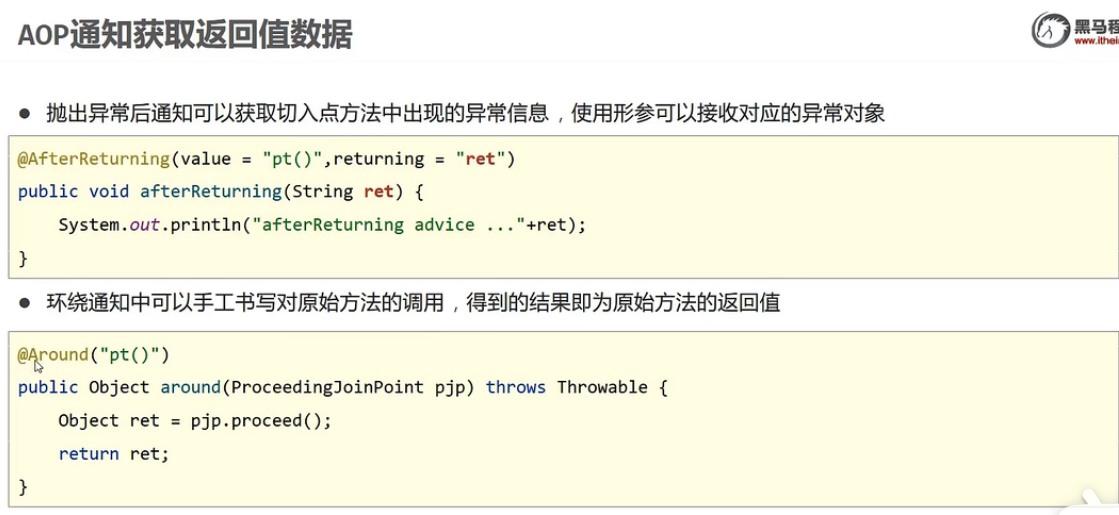 AOP通知获取返回值数据
黑马程
www.ithei
● 抛出异常后通知可以获取切入点方法中出现的异常信息，使用形参可以接收对应的异常对象
@AfterReturning(value = "pt()",returning = "ret")
public void afterReturning(String ret) {
    System.out.println("afterReturning advice ..."+ret);
}
● 环绕通知中可以手工书写对原始方法的调用，得到的结果即为原始方法的返回值
@Around("pt()")
public Object around(ProceedingJoinPoint pjp) throws Throwable {
    Object ret = pjp.proceed();
    return ret;
}